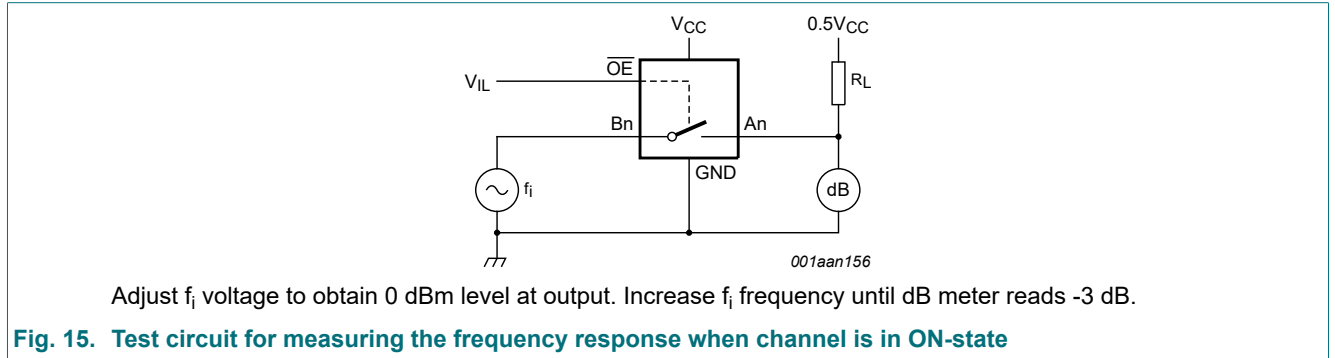 VCC
0.5VCC
OE
VIL
RL
Bn
An
GND
fi
dB
001aan156
Adjust fi voltage to obtain 0 dBm level at output. Increase fi frequency until dB meter reads -3 dB.
Fig. 15. Test circuit for measuring the frequency response when channel is in ON-state